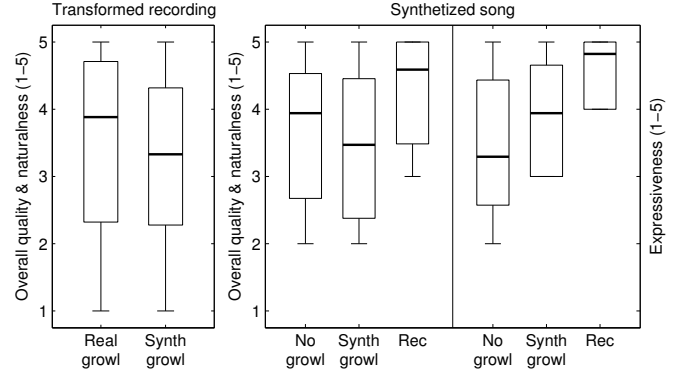 Transformed recording
Synthetized song
Overall quality & naturalness (1−5)
5
4
3
2
1
Real
growl
Synth
growl
Overall quality & naturalness (1−5)
5
4
3
2
1
No
growl
Synth
growl
Rec
No
growl
Synth
growl
Rec
Expressiveness (1−5)